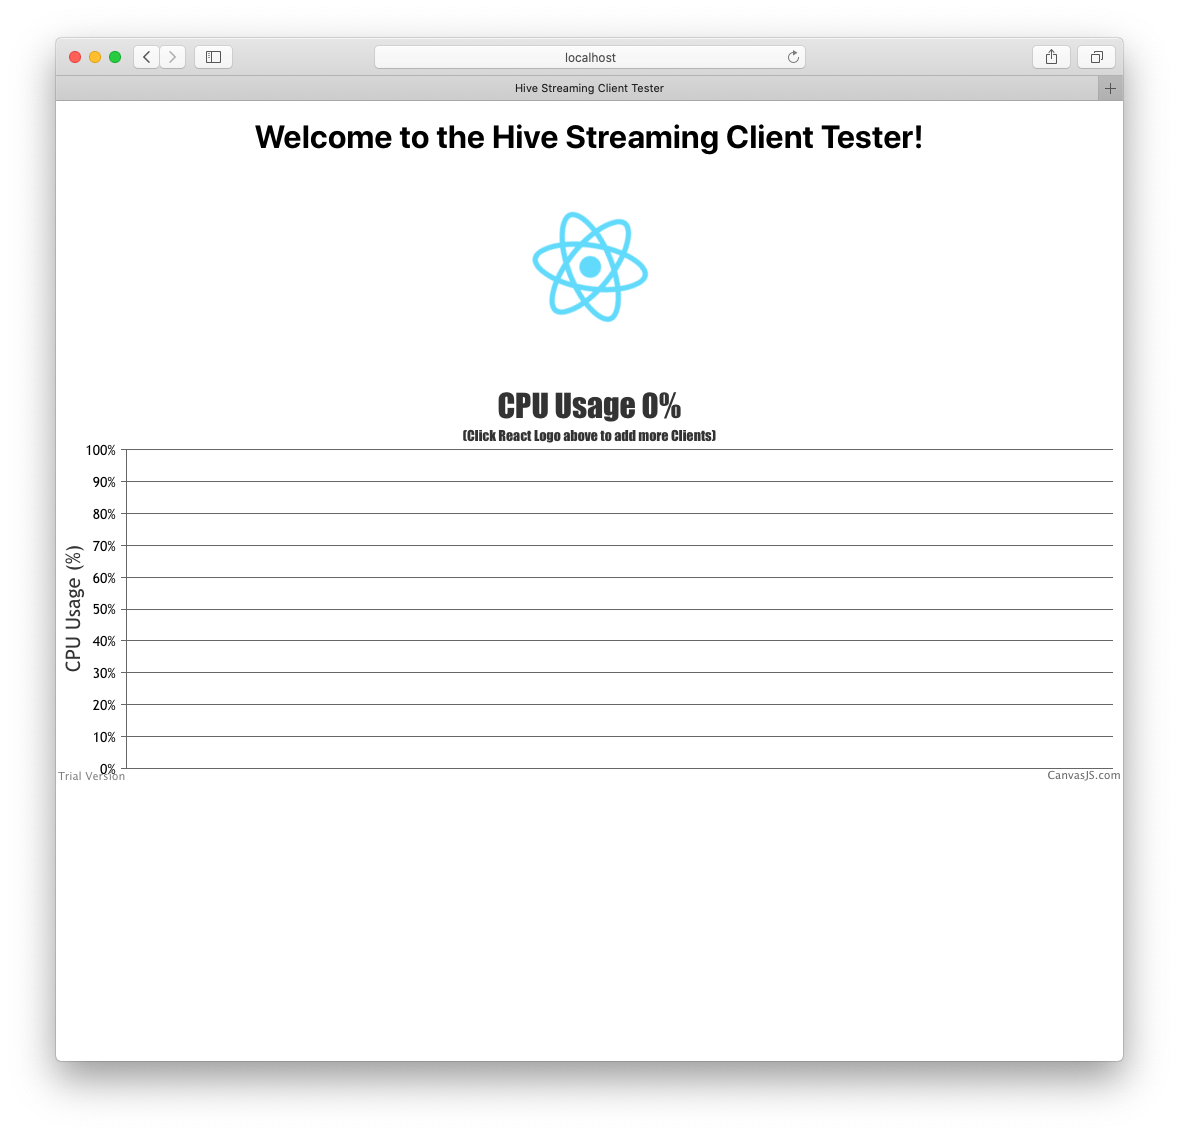 localhost
Hive Streaming Client Tester
Welcome to the Hive Streaming Client Tester!
CPU Usage 0%
(Click React Logo above to add more Clients)
CPU Usage (%)
100%
90%
80%
70%
60%
50%
40%
30%
20%
10%
0%
Trial Version
CanvasJS.com